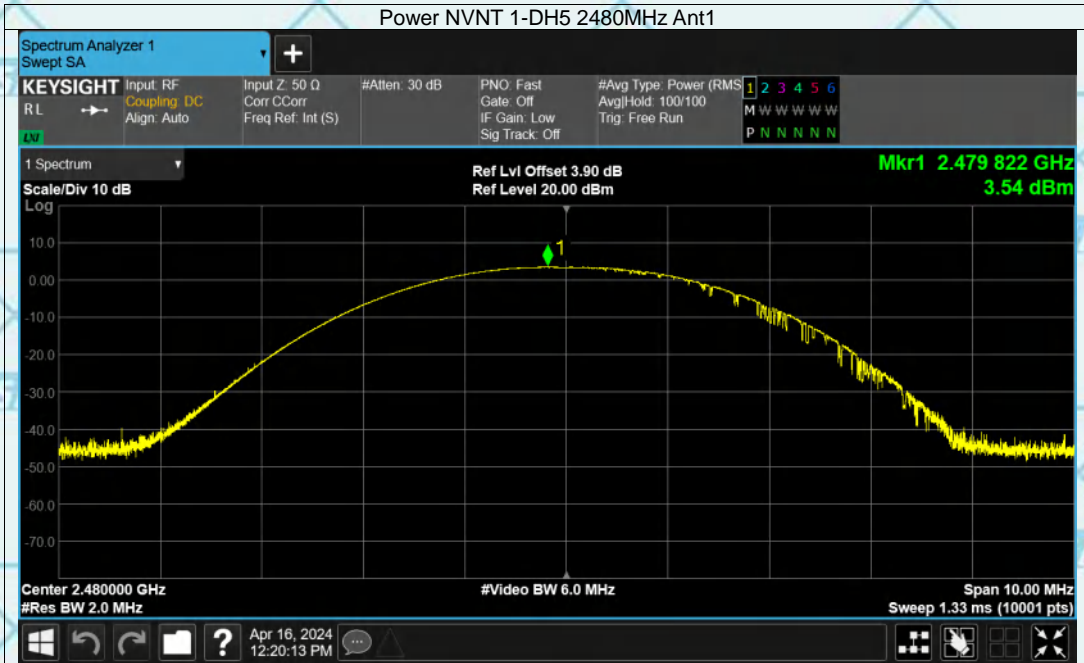 Power NVNT 1-DH5 2480MHz Ant1
Spectrum Analyzer 1
Swept SA
+
KEYSIGHT
RL
LXI
Input: RF
Coupling: DC
Align: Auto
Input Z: 50 Ω
Corr CCorr
Freq Ref: Int (S)
#Atten: 30 dB
PNO: Fast
Gate: Off
IF Gain: Low
Sig Track: Off
#Avg Type: Power (RMS
Avg|Hold: 100/100
Trig: Free Run
1 2 3 4 5 6
M W W W W W W
P N N N N N N
1 Spectrum
Scale/Div 10 dB
Log
Ref Lvl Offset 3.90 dB
Ref Level 20.00 dBm
Mkr1 2.479 822 GHz
3.54 dBm
1
10.0
0.00
-10.0
-20.0
-30.0
-40.0
-50.0
-60.0
-70.0
Center 2.480000 GHz
#Res BW 2.0 MHz
#Video BW 6.0 MHz
Span 10.00 MHz
Sweep 1.33 ms (10001 pts)
?
Apr 16, 2024
12:20:13 PM